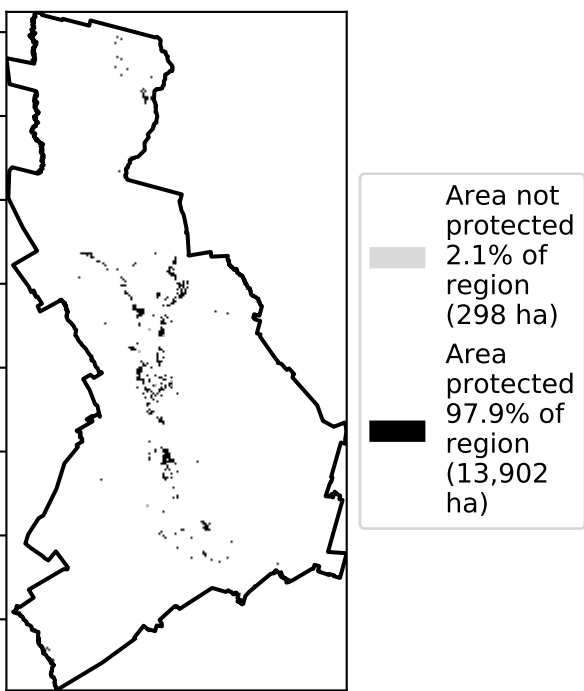 Area not
protected
2.1% of
region
(298 ha)
Area
protected
97.9% of
region
(13,902
ha)